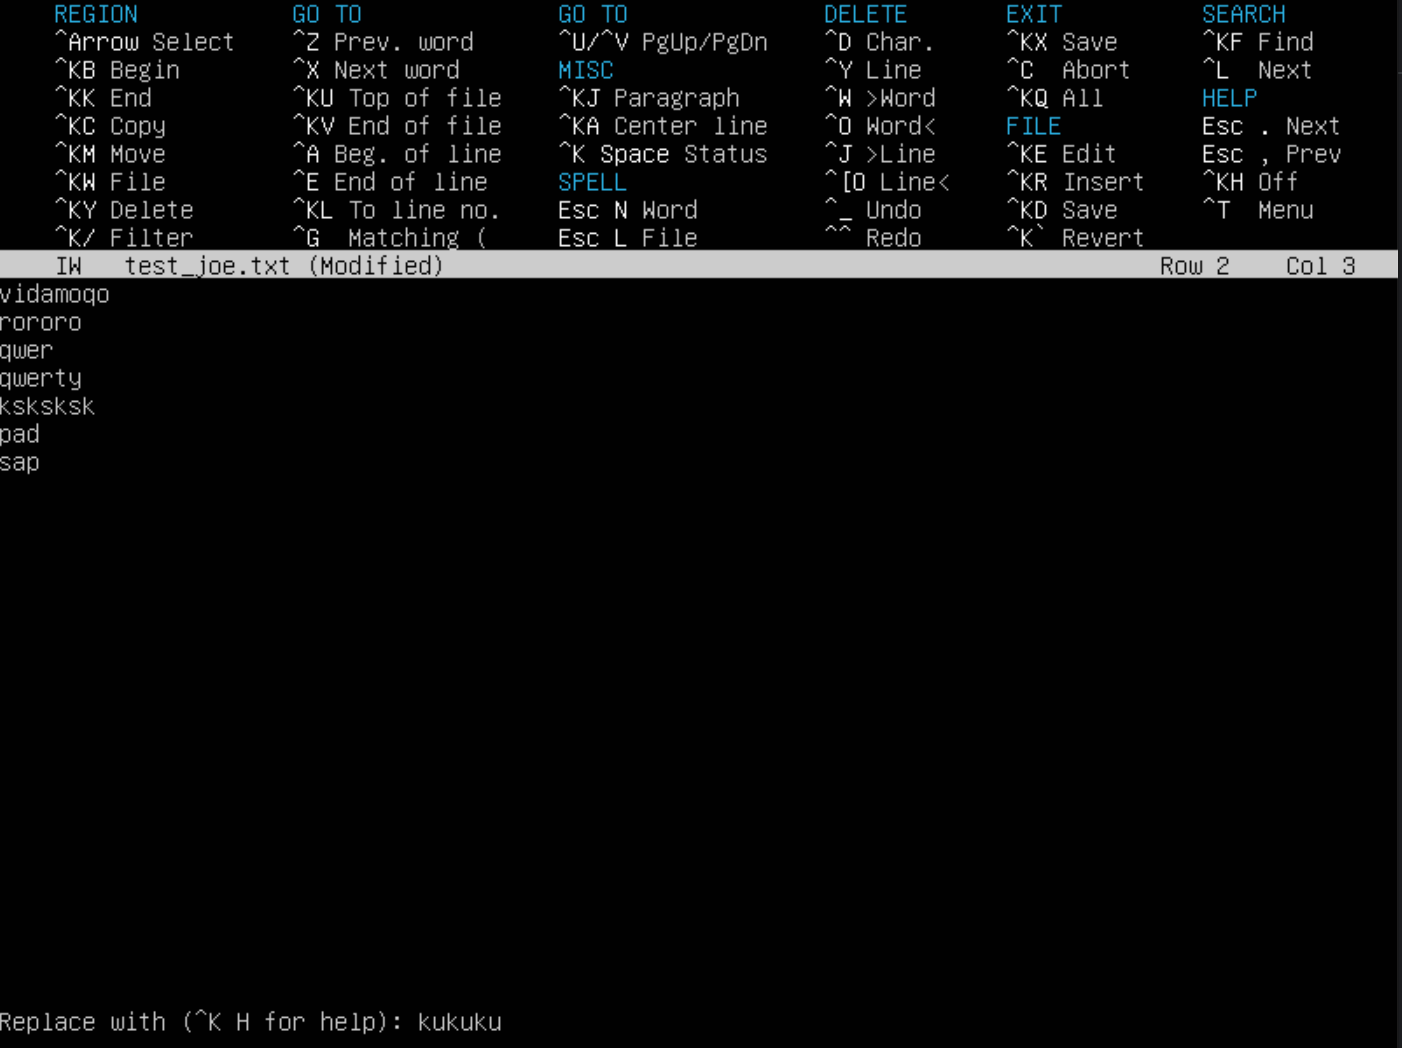 REGION GO TO GO TO DELETE EXIT SEARCH
^Arrow Select ^Z Prev. word ^U/^V PgUp/PgDn ^D Char. ^KX Save ^KF Find
^KB Begin ^X Next word MISC ^Y Line ^C Abort ^L Next
^KK End ^KU Top of file ^KJ Paragraph ^W >Word ^KQ All HELP
^KC Copy ^KV End of file ^KA Center line ^O Word< FILE Esc . Next
^KM Move ^A Beg. of line ^K Space Status ^J >Line ^KE Edit Esc , Prev
^KW File ^E End of line SPELL ^[O Line< ^KR Insert ^KH Off
^KY Delete ^KL To line no. Esc N Word ^_ Undo ^KD Save ^T Menu
^K/ Filter ^G Matching ( Esc L File ^^ Redo ^K` Revert
IW test_joe.txt (Modified) Row 2 Col 3
vidamoqo
rororo
qwer
qwerty
ksksksk
pad
sap
Replace with (^K H for help): kukuku